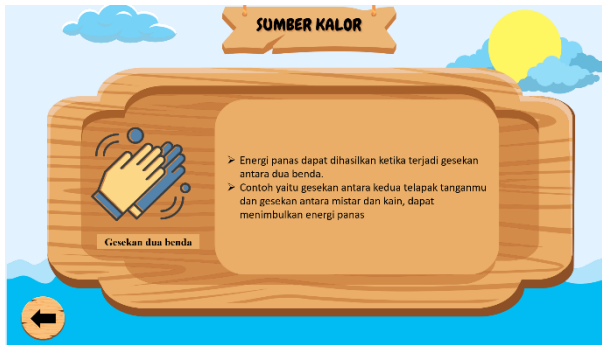 SUMBER KALOR
➢ Energi panas dapat dihasilkan ketika terjadi gesekan
antara dua benda.
➢ Contoh yaitu gesekan antara kedua telapak tanganmu
dan gesekan antara mistar dan kain, dapat
menimbulkan energi panas
Gesekan dua benda